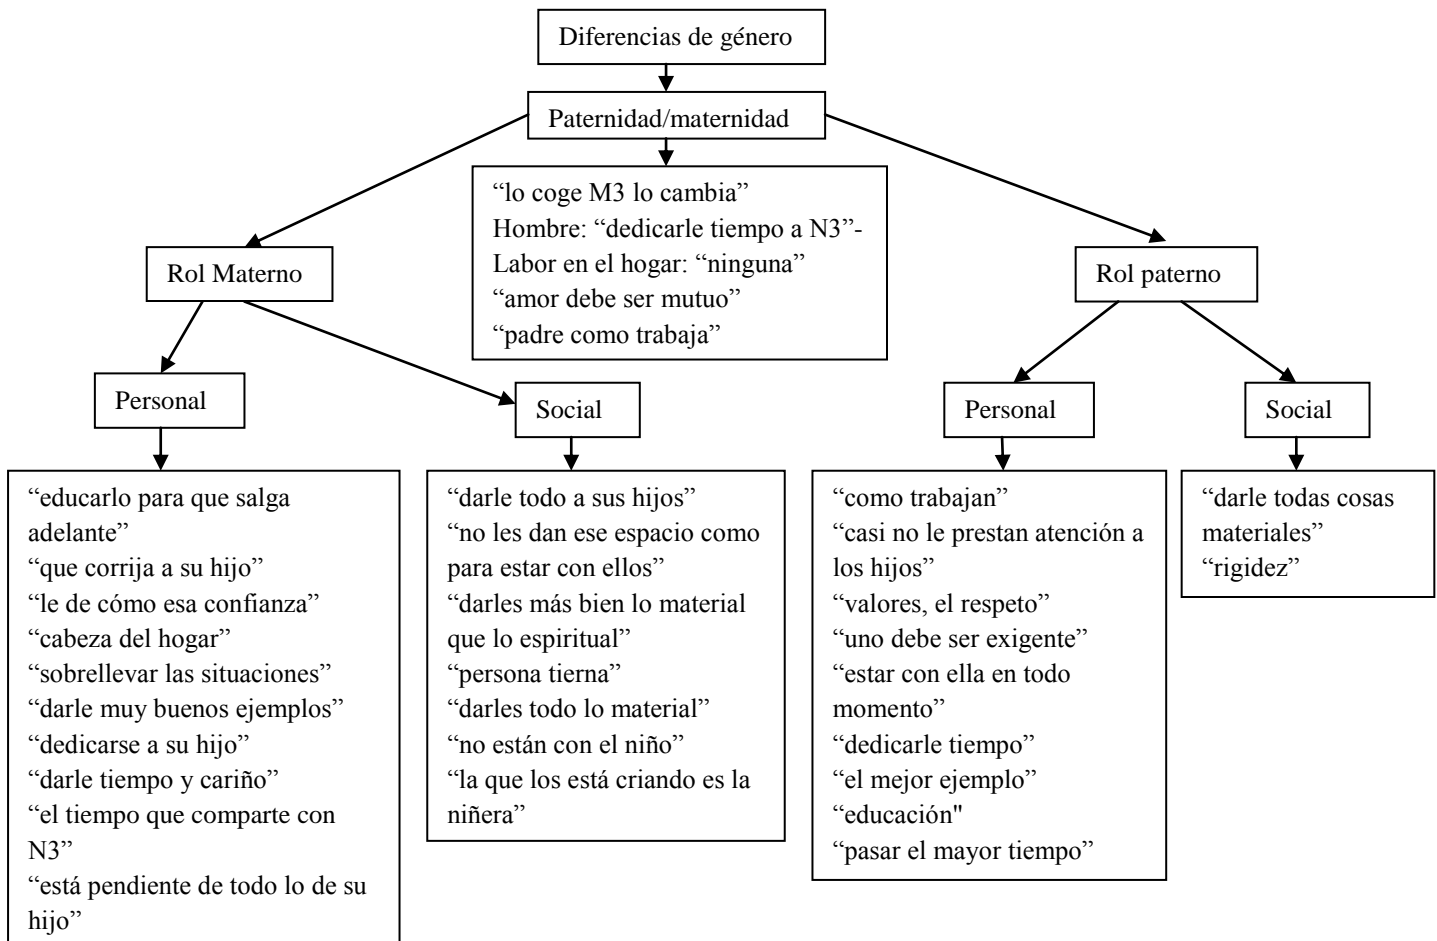 Diferencias de género
Paternidad/maternidad
“lo coge M3 lo cambia”
Hombre: “dedicarle tiempo a N3”-
Labor en el hogar: “ninguna”
“amor debe ser mutuo”
“padre como trabaja”
Rol Materno
Rol paterno
Personal
Social
Personal
Social
“educarlo para que salga
adelante”
“que corrija a su hijo”
“le de cómo esa confianza”
“cabeza del hogar”
“sobrellevar las situaciones”
“darle muy buenos ejemplos”
“dedicarse a su hijo”
“darle tiempo y cariño”
“el tiempo que comparte con
N3”
“está pendiente de todo lo de su
hijo”
“darle todo a sus hijos”
“no les dan ese espacio como
para estar con ellos”
“darles más bien lo material
que lo espiritual”
“persona tierna”
“darles todo lo material”
“no están con el niño”
“la que los está criando es la
niñera”
“como trabajan”
“casi no le prestan atención a
los hijos”
“valores, el respeto”
“uno debe ser exigente”
“estar con ella en todo
momento”
“dedicarle tiempo”
“el mejor ejemplo”
“educación"
“pasar el mayor tiempo”
“darle todas cosas
materiales”
“rigidez”